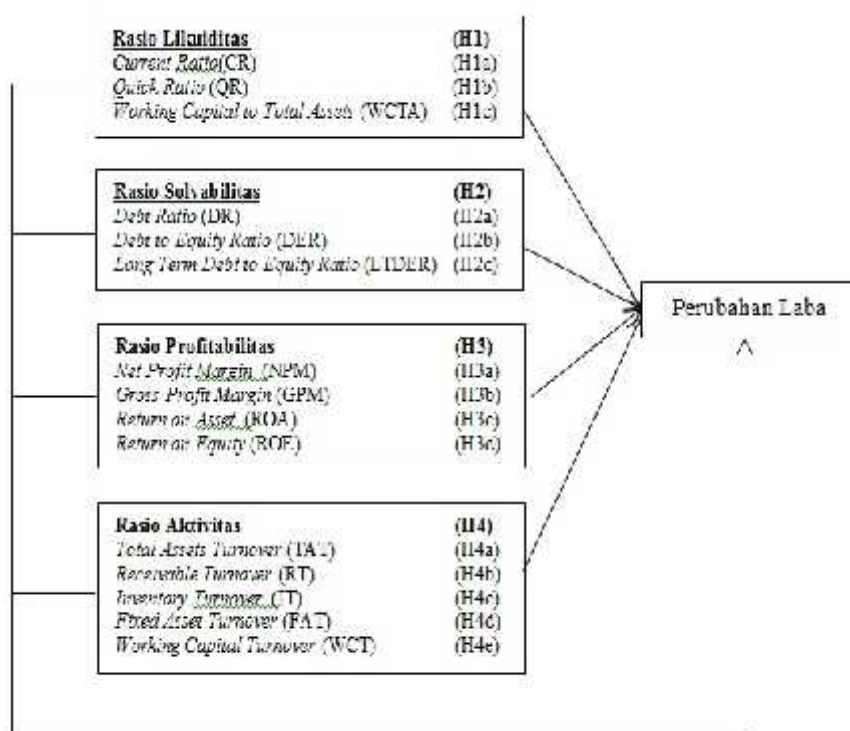 Rasio Likuiditas (H1)
Current Ratio(CR) (H1a)
Quick Ratio (QR) (H1b)
Working Capital to Total Assets (WCTA) (H1c)
Rasio Solvabilitas (H2)
Debt Ratio (DR) (H2a)
Debt to Equity Ratio (DER) (H2b)
Long Term Debt to Equity Ratio (LTDER) (H2c)
Perubahan Laba
Rasio Profitabilitas (H3)
Net Profit Margin (NPM) (H3a)
Gross Profit Margin (GPM) (H3b)
Return on Asset (ROA) (H3c)
Return on Equity (ROE)
Rasio Aktivitas (H4)
Total Assets Turnover (TAT) (H4a)
Receivable Turnover (RT) (H4b)
Inventory Turnover (IT) (H4c)
Fixed Asset Turnover (FAT) (H4d)
Working Capital Turnover (WCT) (H4e)